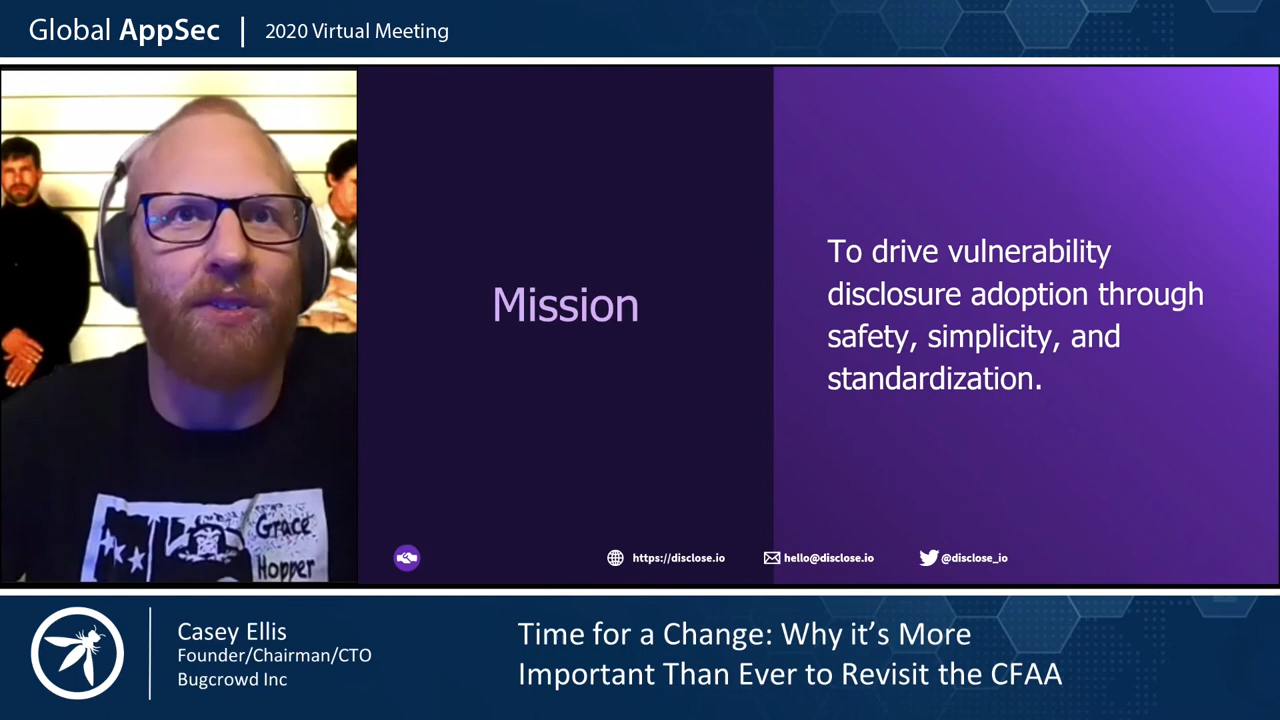 Global AppSec | 2020 Virtual Meeting
Mission
To drive vulnerability
disclosure adoption through
safety, simplicity, and
standardization.
Grace
Hopper
https://disclose.io
hello@disclose.io
@disclose_io
Casey Ellis
Founder/Chairman/CTO
Bugcrowd Inc
Time for a Change: Why it's More
Important Than Ever to Revisit the CFAA